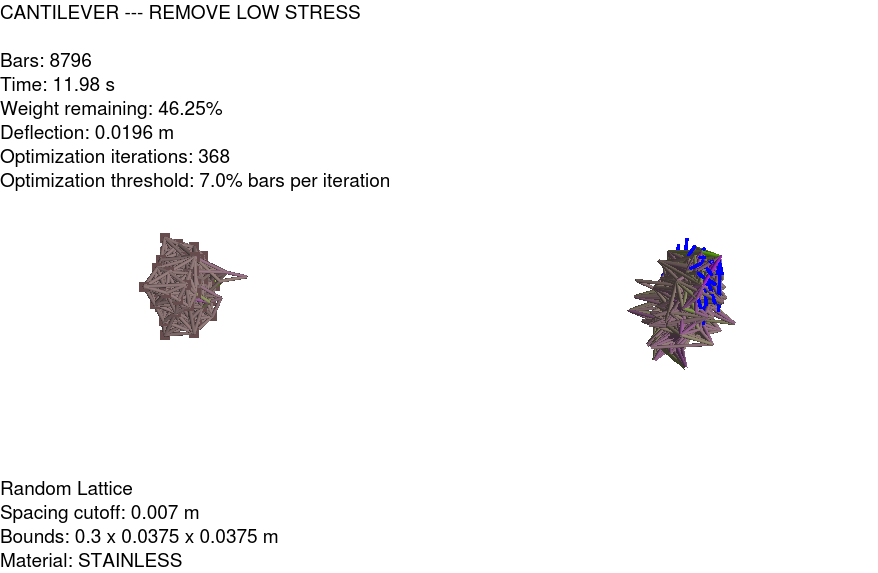 CANTILEVER --- REMOVE LOW STRESS
Bars: 8796
Time: 11.98 s
Weight remaining: 46.25%
Deflection: 0.0196 m
Optimization iterations: 368
Optimization threshold: 7.0% bars per iteration
Random Lattice
Spacing cutoff: 0.007 m
Bounds: 0.3 x 0.0375 x 0.0375 m
Material: STAINLESS